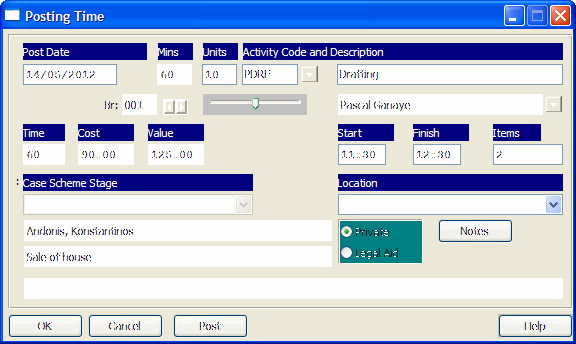 Posting Time
Post Date Mins Units Activity Code and Description
14/05/2012 60 10 PDRF Drafting
Br: 001 Pascal Ganaye
Time Cost Value Start Finish Items
60 90.00 125.00 11:30 12:30 2
: Case Scheme Stage Location
Andonis, Konstantinos Private Notes
Sale of house Legal Aid
OK Cancel Post Help